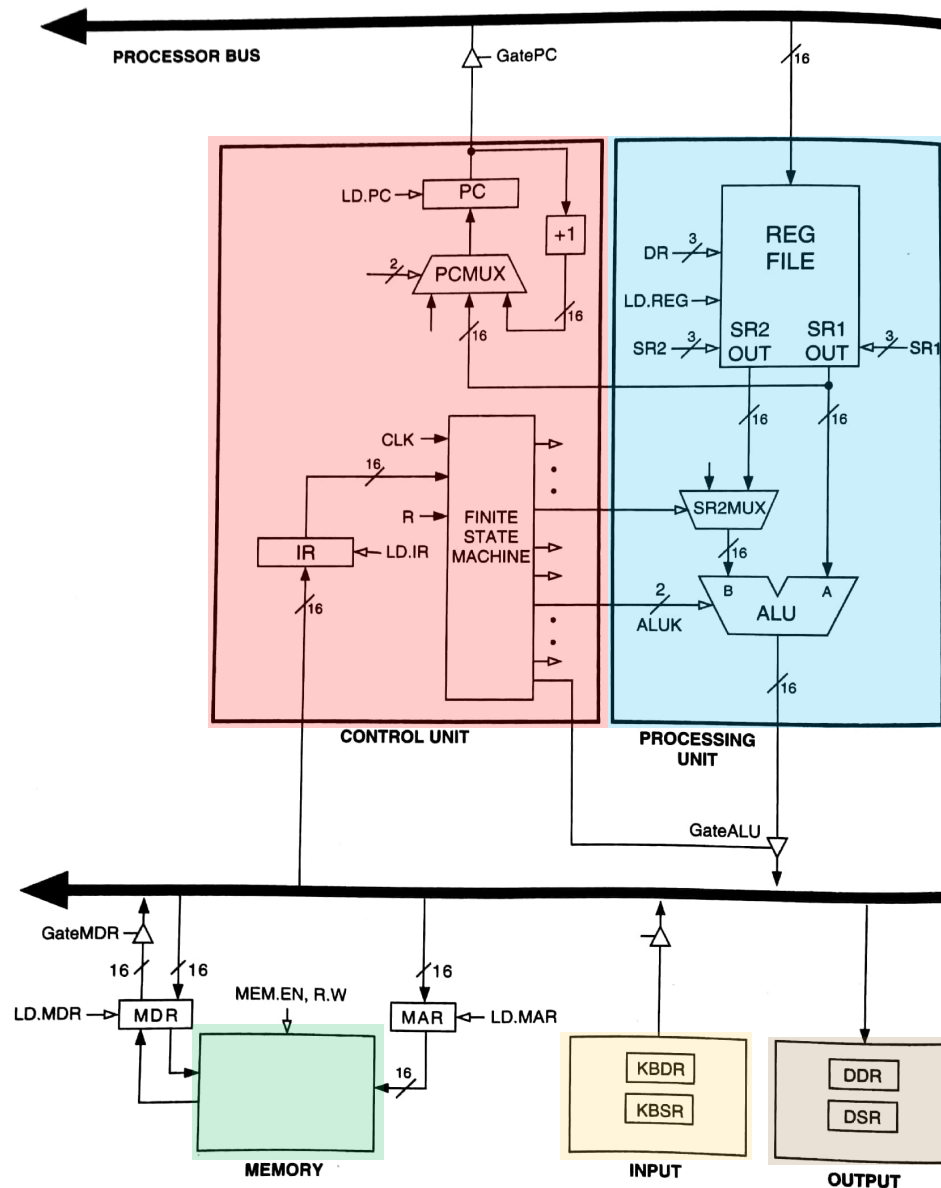 PROCESSOR BUS
GatePC
16
LD.PC
PC
+1
2
PCMUX
16
16
REG
FILE
DR
3
LD.REG
SR2
3
SR2
OUT
SR1
OUT
3
SR1
16
16
CLK
16
R
FINITE
STATE
MACHINE
IR
LD.IR
16
SR2MUX
16
B
A
ALU
2
ALUK
16
CONTROL UNIT
PROCESSING
UNIT
GateALU
GateMDR
16
16
16
LD.MDR
MDR
MEM.EN, R.W
MAR
LD.MAR
16
KBDR
KBSR
DDR
DSR
MEMORY
INPUT
OUTPUT